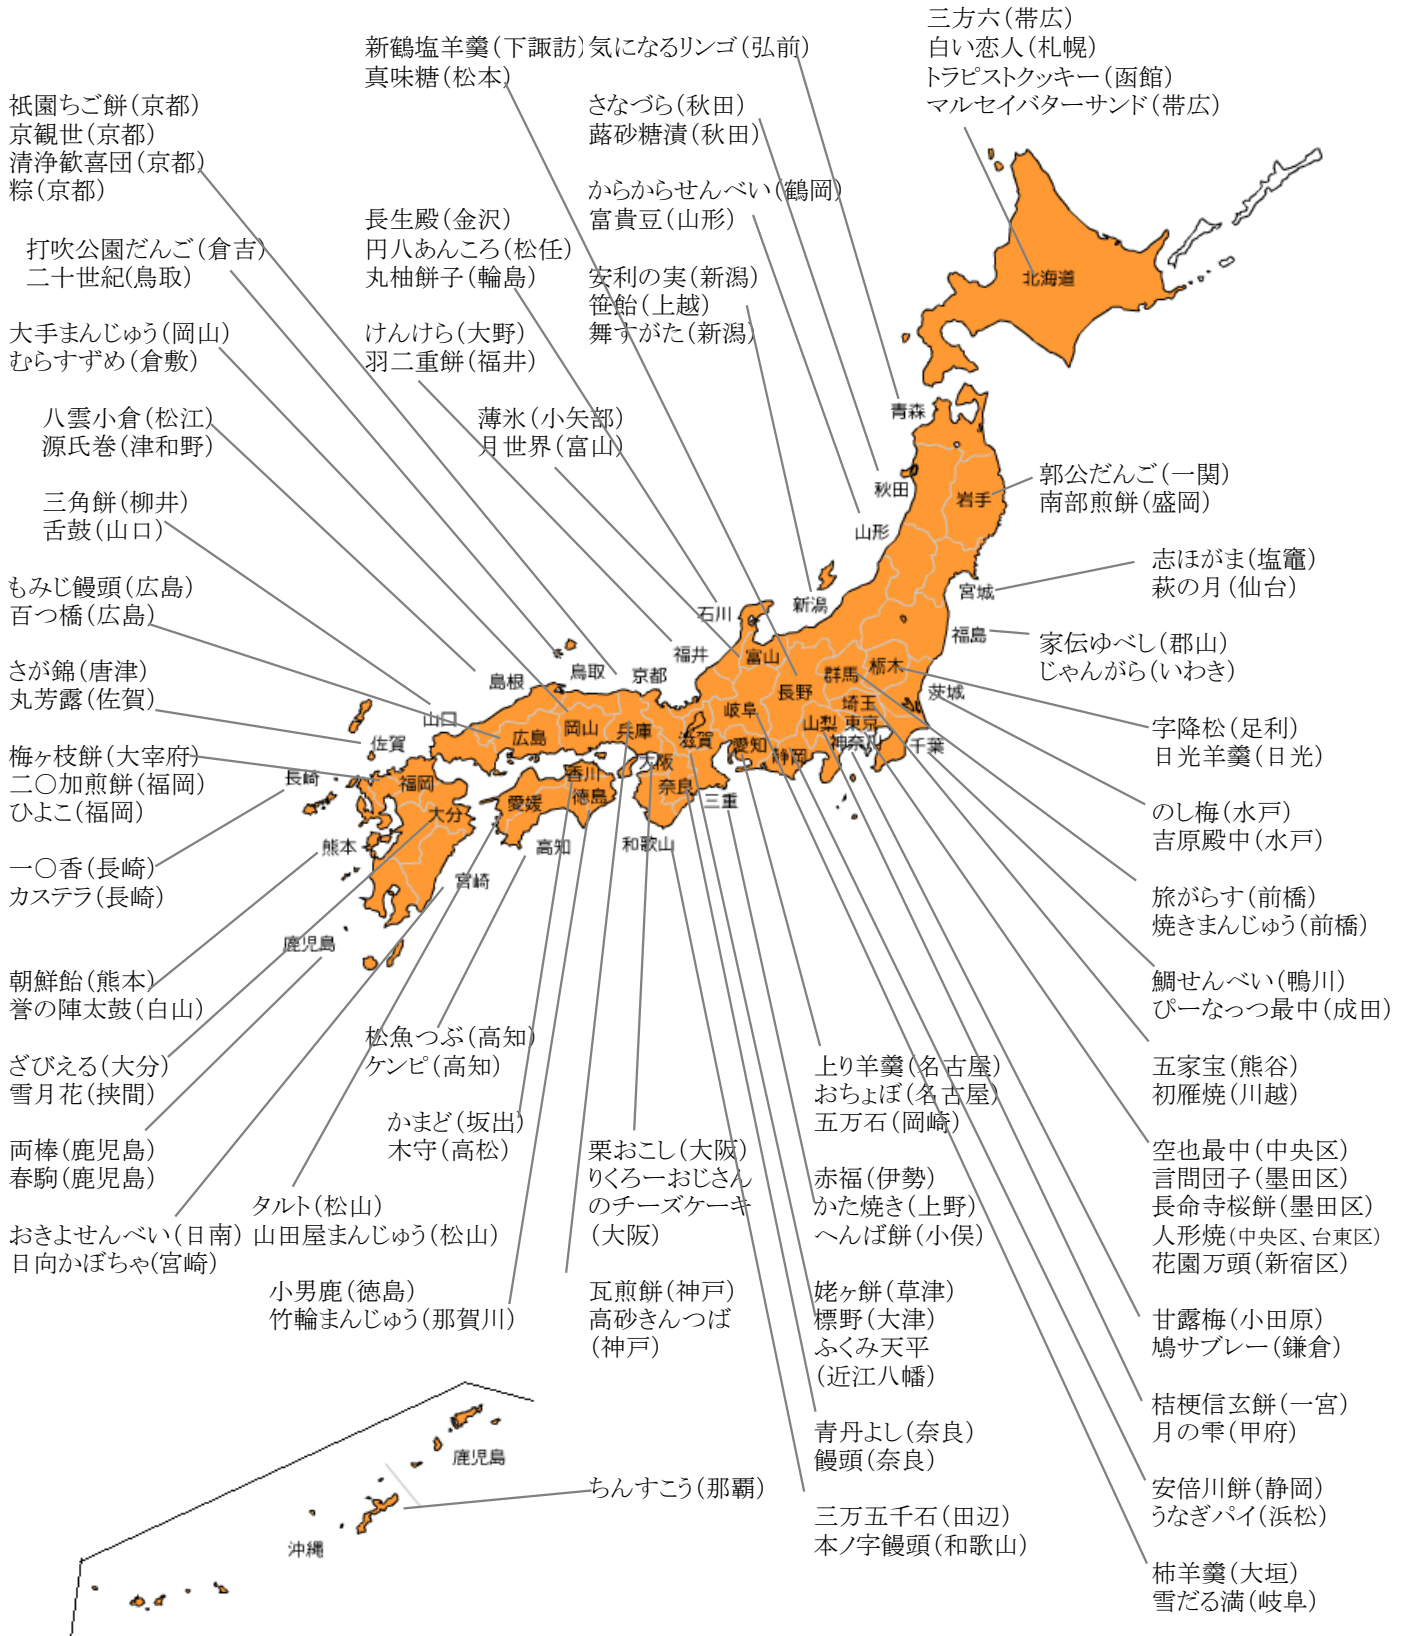 三方六(帯広)
白い恋人(札幌)
トラピストクッキー(函館)
マルセイバターサンド(帯広)
新鶴塩羊羹(下諏訪)
真味糖(松本)
気になるリンゴ(弘前)
祇園ちご餅(京都)
京観世(京都)
清浄歓喜団(京都)
粽(京都)
さなづら(秋田)
蕗砂糖漬(秋田)
からからせんべい(鶴岡)
富貴豆(山形)
長生殿(金沢)
円八あんころ(松任)
丸柚餅子(輪島)
打吹公園だんご(倉吉)
二十世紀(鳥取)
安利の実(新潟)
笹飴(上越)
舞すがた(新潟)
大手まんじゅう(岡山)
むらすずめ(倉敷)
けんけら(大野)
羽二重餅(福井)
八雲小倉(松江)
源氏巻(津和野)
薄氷(小矢部)
月世界(富山)
三角餅(柳井)
舌鼓(山口)
もみじ饅頭(広島)
百つ橋(広島)
さが錦(唐津)
丸芳露(佐賀)
梅ヶ枝餅(大宰府)
二〇加煎餅(福岡)
ひよこ(福岡)
一〇香(長崎)
カステラ(長崎)
朝鮮飴(熊本)
誉の陣太鼓(白山)
ざびえる(大分)
雪月花(挟間)
両棒(鹿児島)
春駒(鹿児島)
おきよせんべい(日南)
日向かぼちゃ(宮崎)
北海道
青森
秋田
岩手
山形
宮城
新潟
福島
石川
富山
福井
群馬
栃木
茨城
長野
埼玉
岐阜
山梨
東京
神奈川
千葉
愛知
静岡
滋賀
三重
京都
兵庫
大阪
奈良
和歌山
鳥取
島根
岡山
広島
山口
香川
徳島
愛媛
高知
佐賀
長崎
福岡
大分
熊本
宮崎
鹿児島
郭公だんご(一関)
南部煎餅(盛岡)
志ほがま(塩竈)
萩の月(仙台)
家伝ゆべし(郡山)
じゃんがら(いわき)
字降松(足利)
日光羊羹(日光)
のし梅(水戸)
吉原殿中(水戸)
旅がらす(前橋)
焼きまんじゅう(前橋)
鯛せんべい(鴨川)
ぴーなっつ最中(成田)
五家宝(熊谷)
初雁焼(川越)
空也最中(中央区)
言問団子(墨田区)
長命寺桜餅(墨田区)
人形焼(中央区、台東区)
花園万頭(新宿区)
甘露梅(小田原)
鳩サブレー(鎌倉)
桔梗信玄餅(一宮)
月の雫(甲府)
安倍川餅(静岡)
うなぎパイ(浜松)
柿羊羹(大垣)
雪だる満(岐阜)
松魚つぶ(高知)
ケンピ(高知)
かまど(坂出)
木守(高松)
タルト(松山)
山田屋まんじゅう(松山)
小男鹿(徳島)
竹輪まんじゅう(那賀川)
栗おこし(大阪)
りくろーおじさん
のチーズケーキ
(大阪)
瓦煎餅(神戸)
高砂きんつば
(神戸)
上り羊羹(名古屋)
おちょぼ(名古屋)
五万石(岡崎)
赤福(伊勢)
かた焼き(上野)
へんば餅(小俣)
姥ヶ餅(草津)
標野(大津)
ふくみ天平
(近江八幡)
青丹よし(奈良)
饅頭(奈良)
三万五千石(田辺)
本ノ字饅頭(和歌山)
鹿児島
ちんすこう(那覇)
沖縄